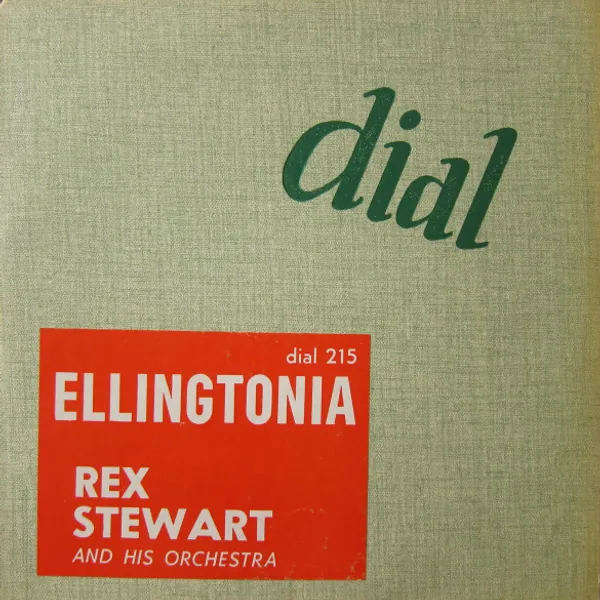 dial
dial 215
ELLINGTONIA
REX
STEWART
AND HIS ORCHESTRA